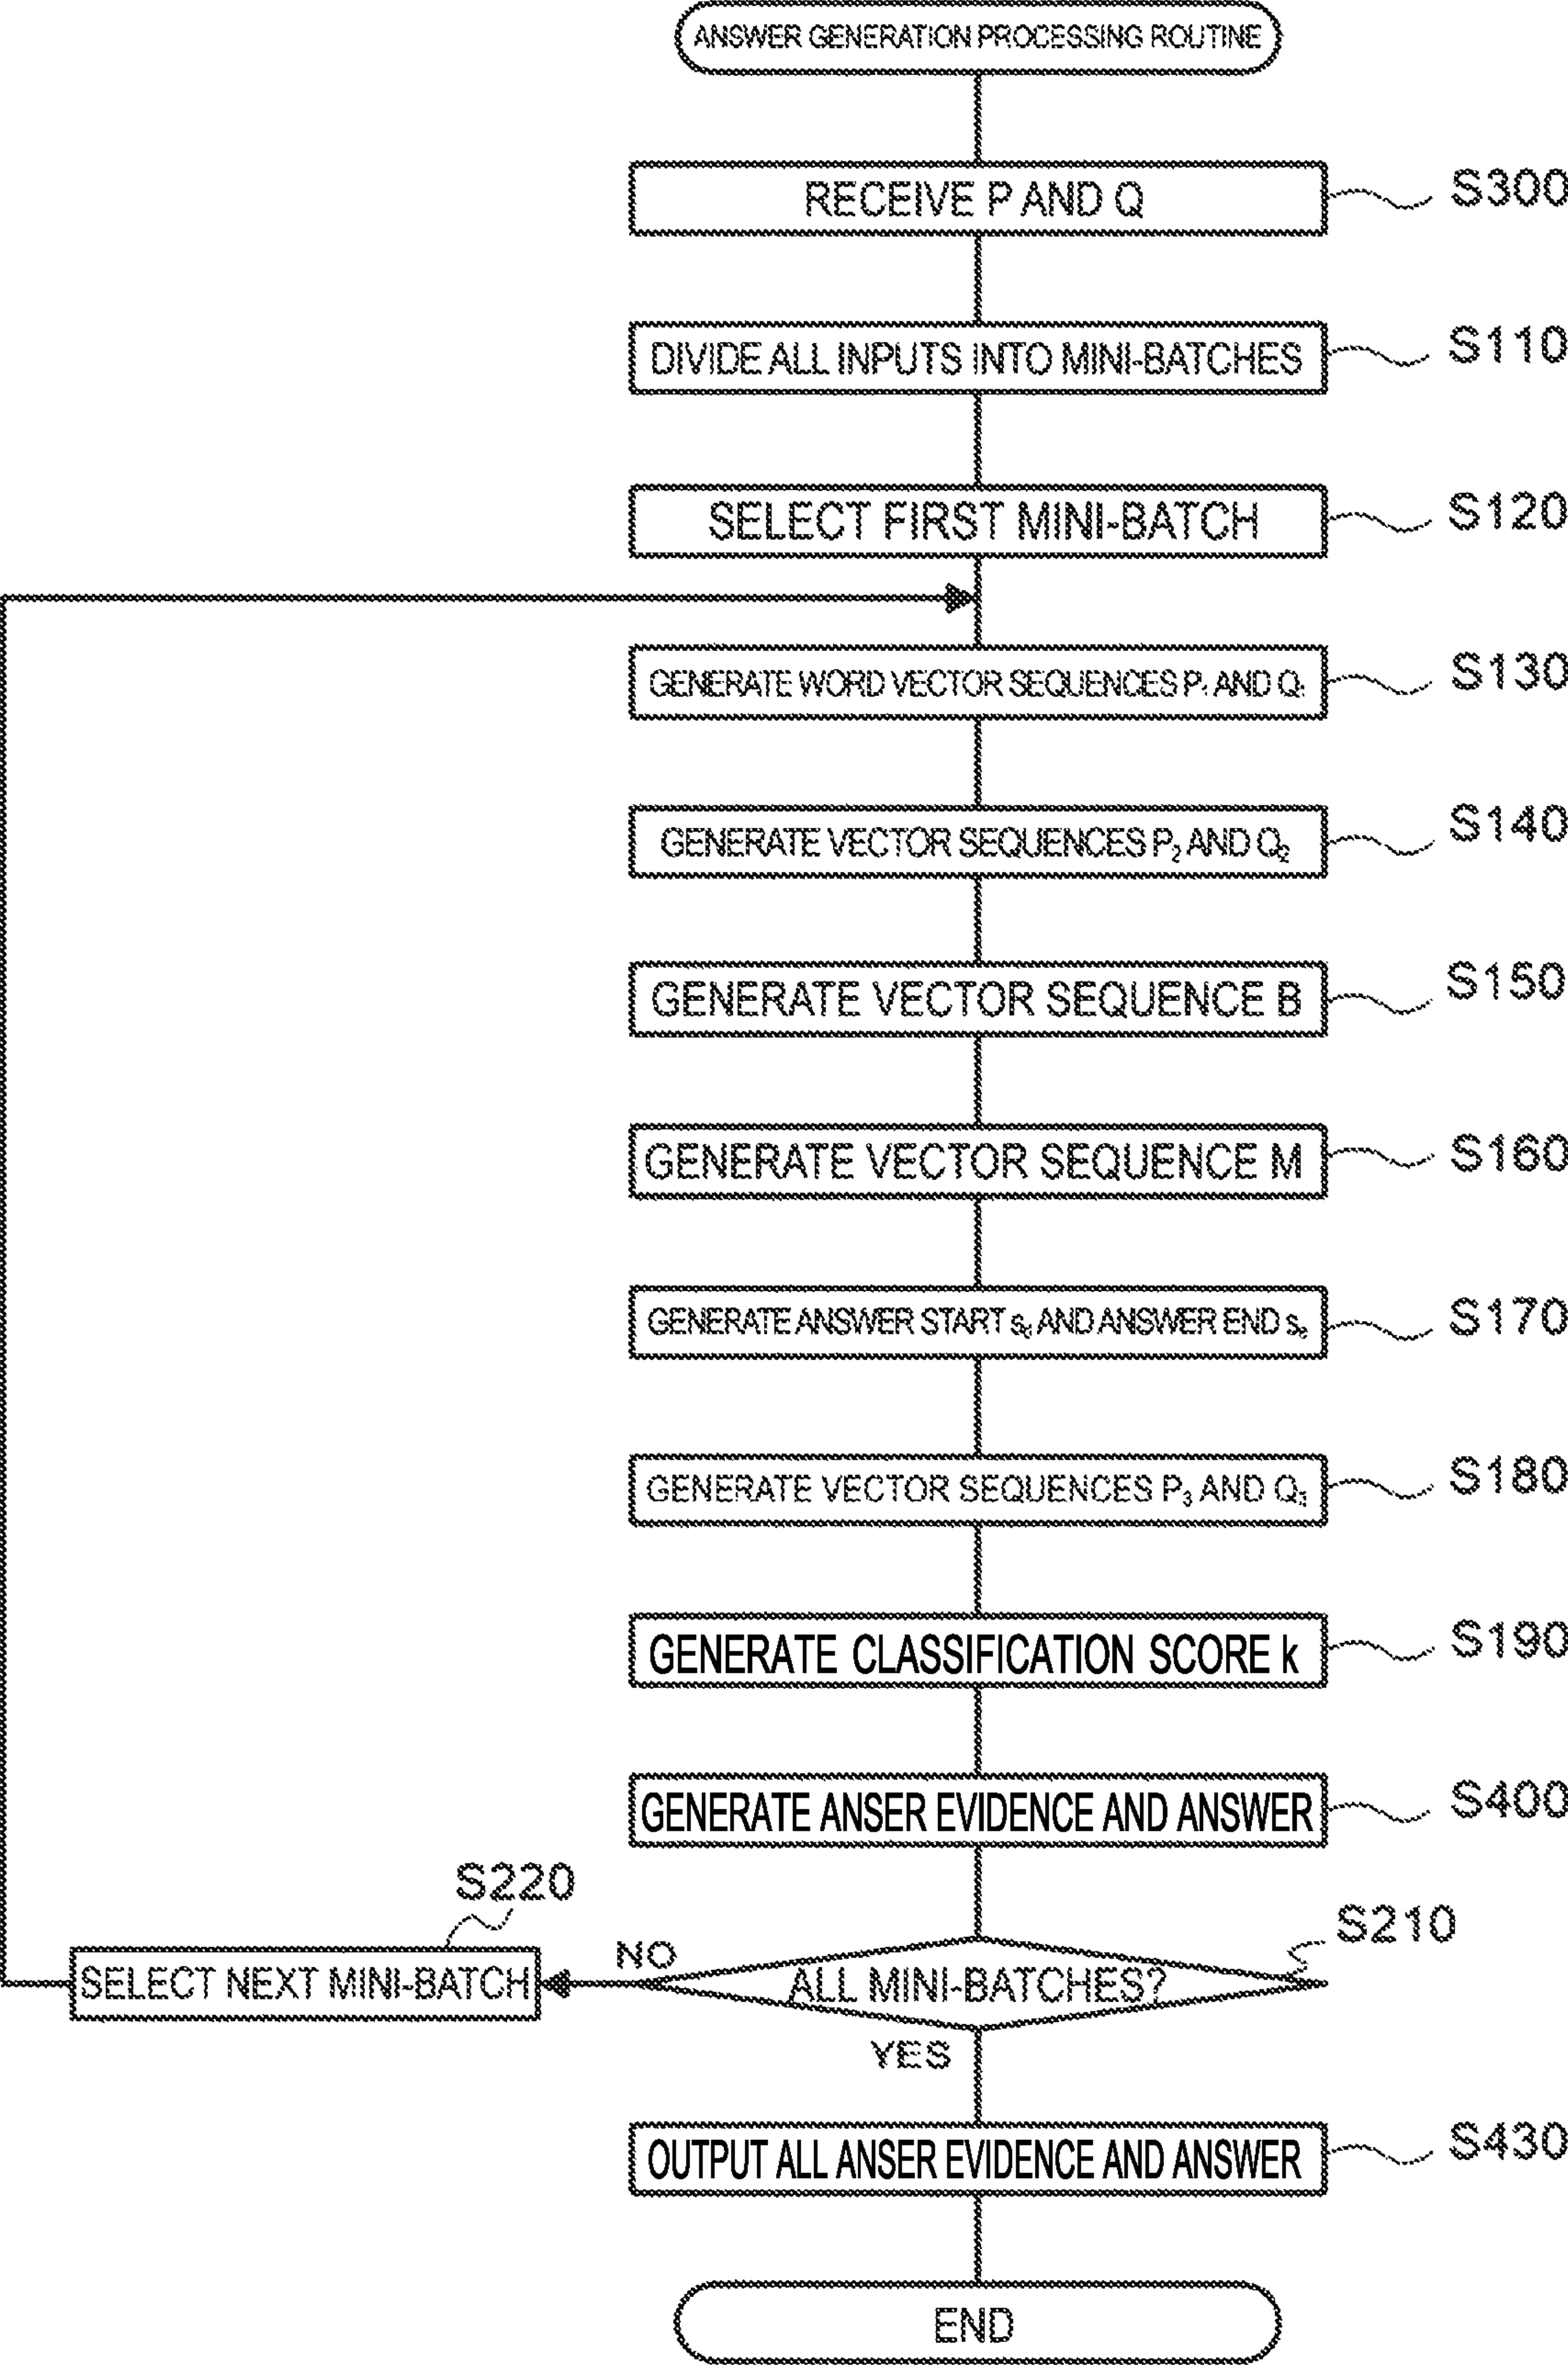 ANSWER GENERATION PROCESSING ROUTINE
RECEIVE P AND Q
S300
DIVIDE ALL INPUTS INTO MINI-BATCHES
S110
SELECT FIRST MINI-BATCH
S120
GENERATE WORD VECTOR SEQUENCES P₁ AND Q₁
S130
GENERATE VECTOR SEQUENCES P₂ AND Q₂
S140
GENERATE VECTOR SEQUENCE B
S150
GENERATE VECTOR SEQUENCE M
S160
GENERATE ANSWER START s_d AND ANSWER END s_e
S170
GENERATE VECTOR SEQUENCES P₃ AND Q₃
S180
GENERATE CLASSIFICATION SCORE k
S190
GENERATE ANSER EVIDENCE AND ANSWER
S400
S220
SELECT NEXT MINI-BATCH
NO
ALL MINI-BATCHES?
S210
YES
OUTPUT ALL ANSER EVIDENCE AND ANSWER
S430
END